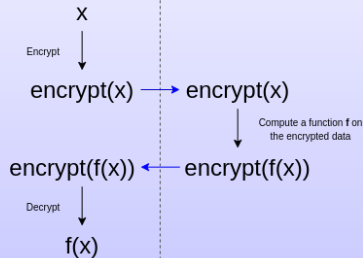 x
Encrypt
encrypt(x)
encrypt(x)
Compute a function f on
the encrypted data
encrypt(f(x))
encrypt(f(x))
Decrypt
f(x)